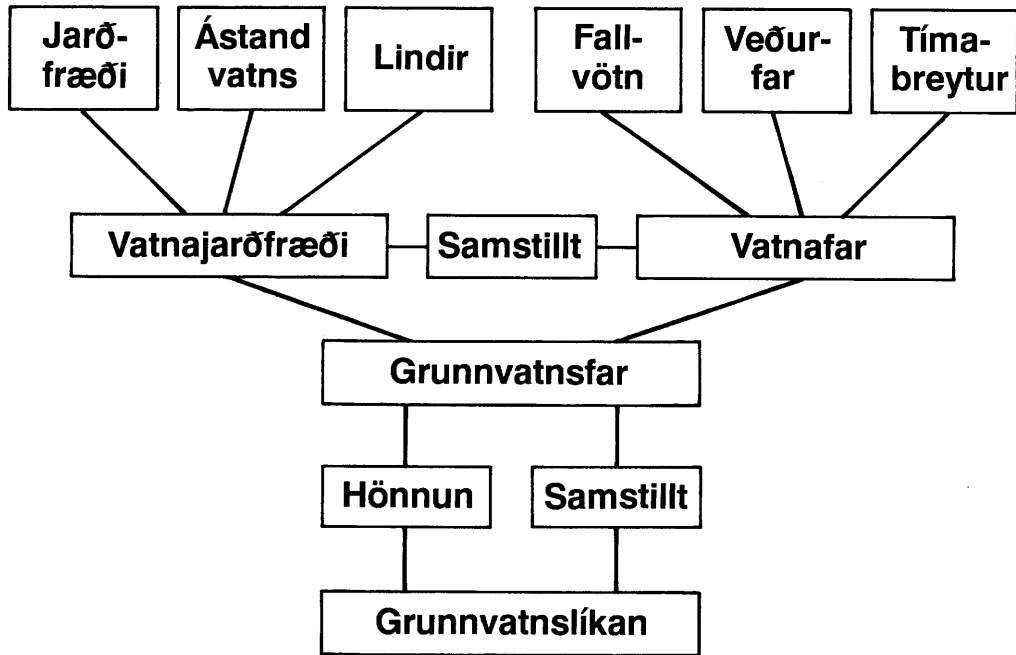 Jarð-
fræði
Ástand
vatns
Lindir
Fall-
vötn
Veður-
far
Tíma-
breytur
Vatnajarðfræði
Samstillt
Vatnafar
Grunnvatnsfar
Hönnun
Samstillt
Grunnvatnslíkan